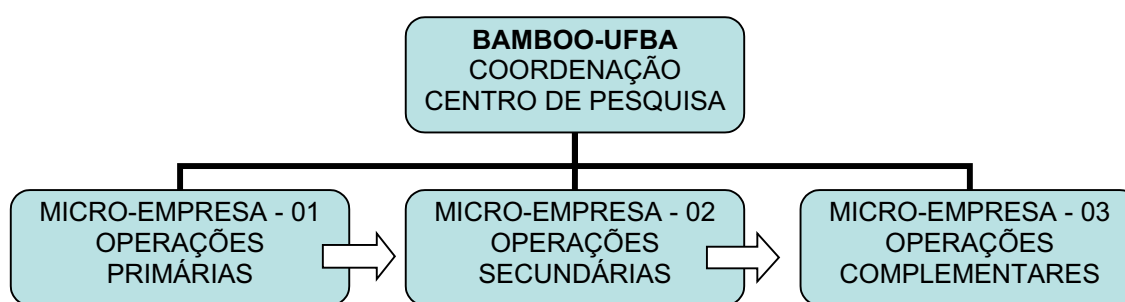 BAMBOO-UFBA
COORDENAÇÃO
CENTRO DE PESQUISA
MICRO-EMPRESA - 01
OPERAÇÕES
PRIMÁRIAS
MICRO-EMPRESA - 02
OPERAÇÕES
SECUNDÁRIAS
MICRO-EMPRESA - 03
OPERAÇÕES
COMPLEMENTARES